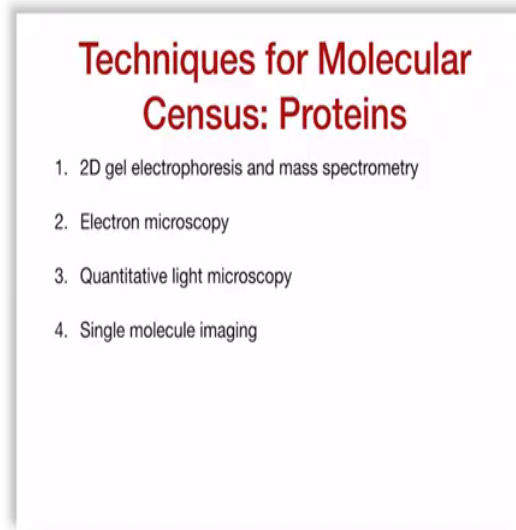 Techniques for Molecular
Census: Proteins
1. 2D gel electrophoresis and mass spectrometry
2. Electron microscopy
3. Quantitative light microscopy
4. Single molecule imaging